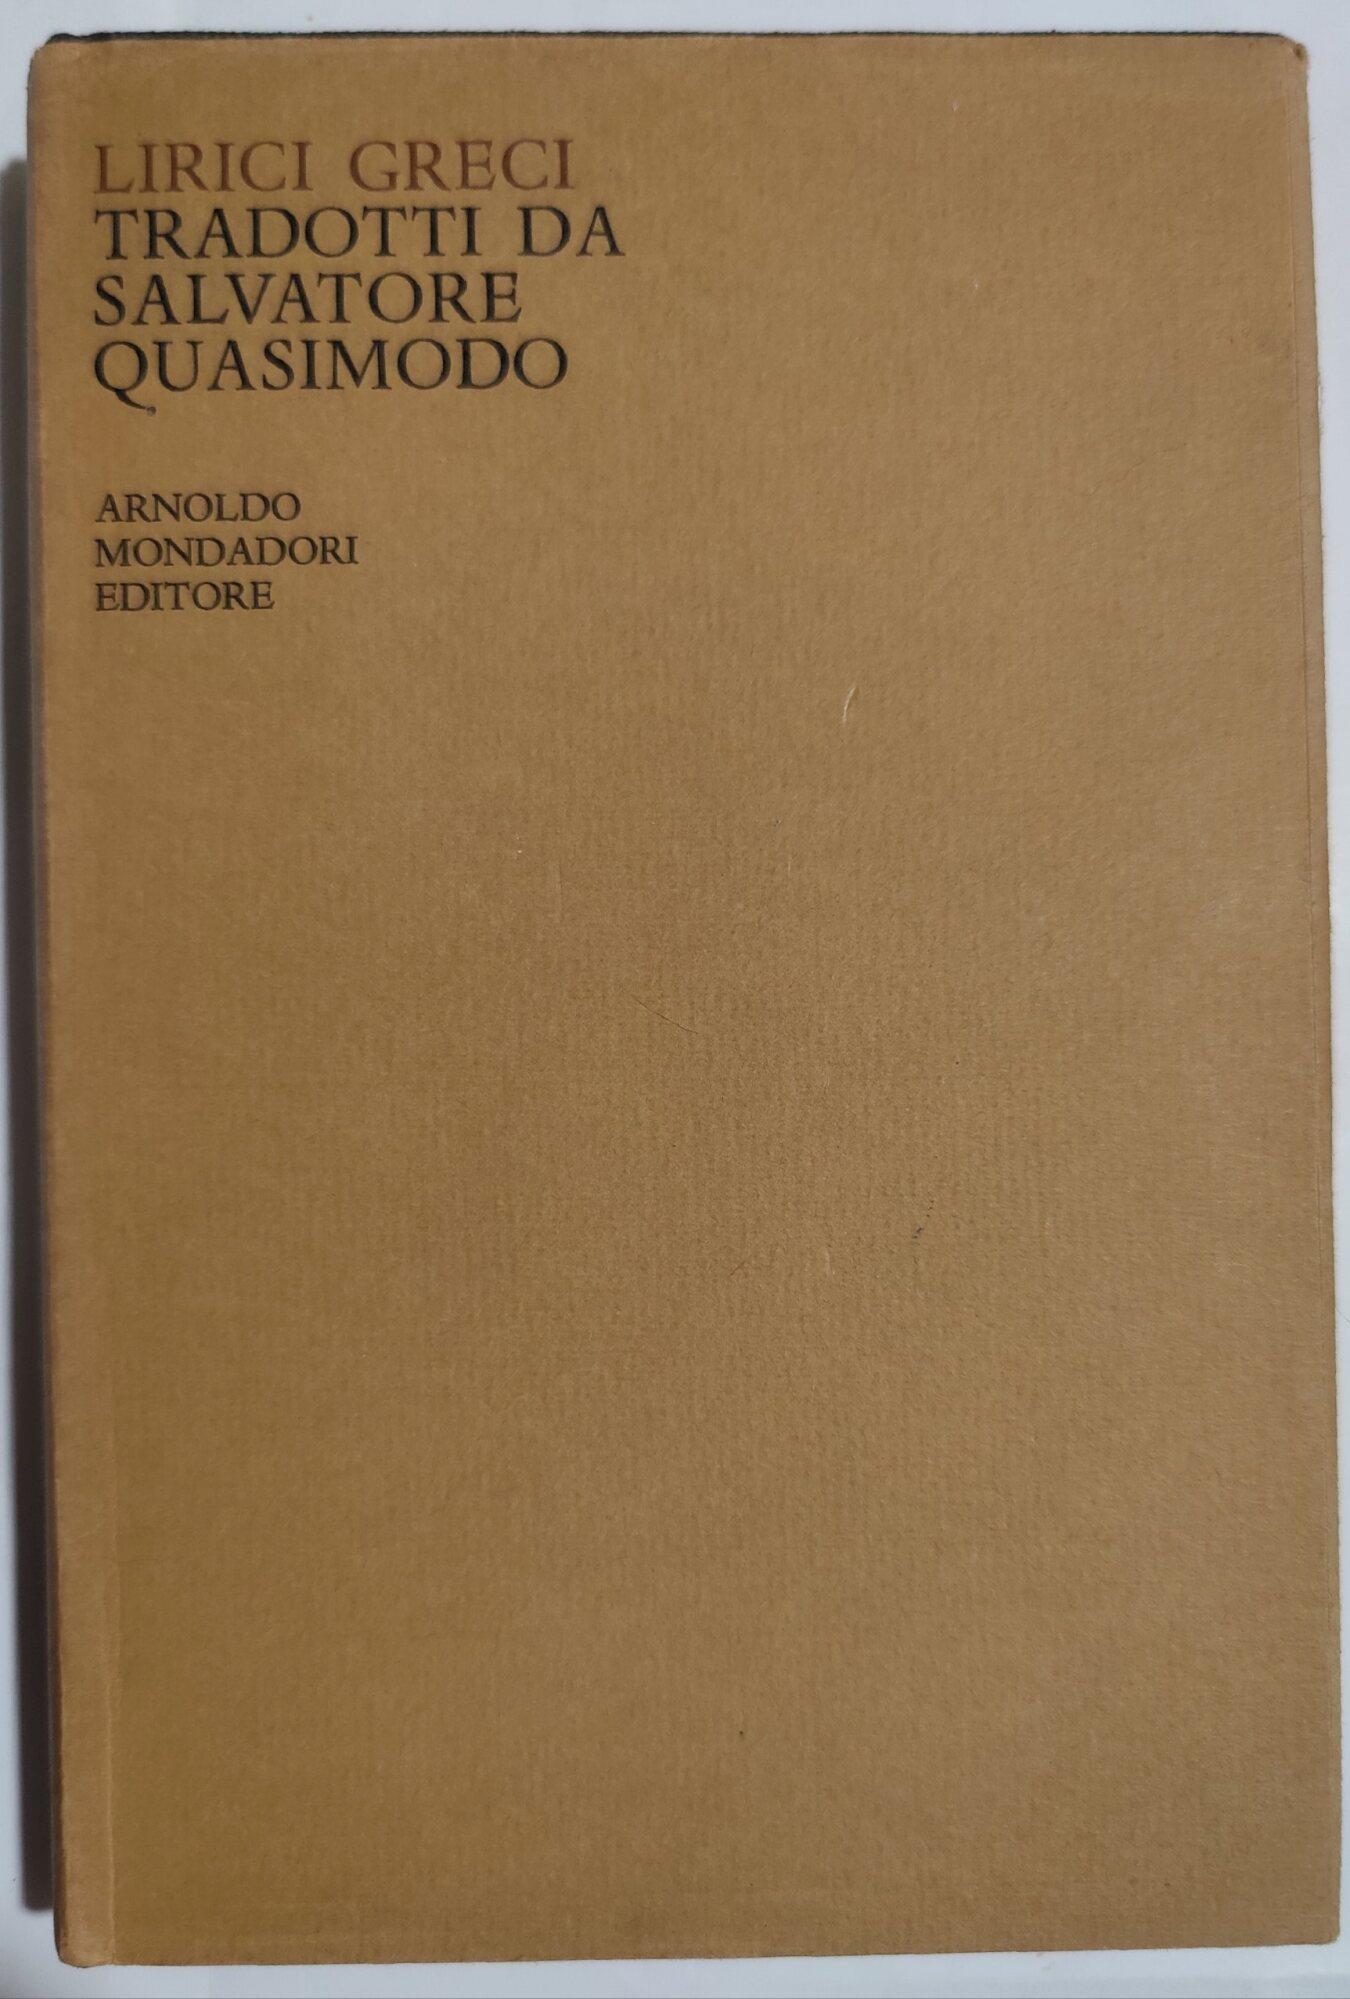 LIRICI GRECI
TRADOTTI DA
SALVATORE
QUASIMODO
ARNOLDO
MONDADORI
EDITORE